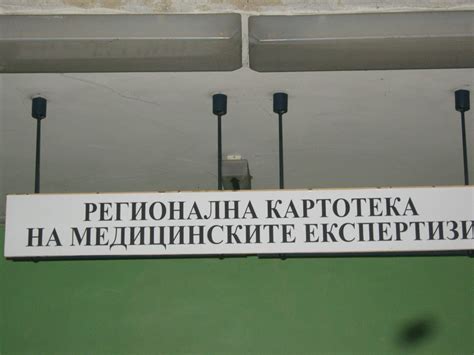 РЕГИОНАЛНА КАРТОТЕКА
НА МЕДИЦИНСКИТЕ ЕКСПЕРТИЗИ